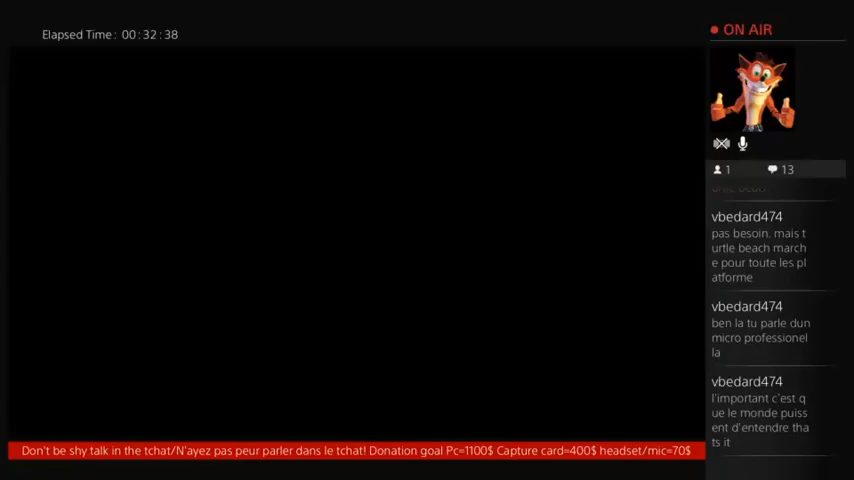 Elapsed Time: 00:32:38
ON AIR
1
13
vbedard474
pas besoin. mais t
urtle beach march
e pour toute les pl
atforme
vbedard474
ben la tu parle dun
micro professionel
la
vbedard474
l'important c'est q
ue le monde puiss
ent d'entendre tha
ts it
Don't be shy talk in the tchat/N'ayez pas peur parler dans le tchat! Donation goal Pc=1100$ Capture card=400$ headset/mic=70$